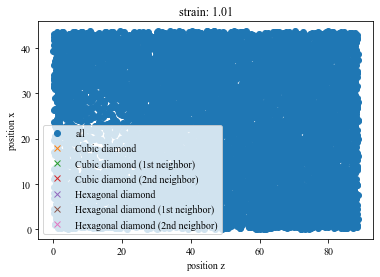 strain: 1.01
position x
40
30
20
10
0
all
Cubic diamond
Cubic diamond (1st neighbor)
Cubic diamond (2nd neighbor)
Hexagonal diamond
Hexagonal diamond (1st neighbor)
Hexagonal diamond (2nd neighbor)
0 20 40 60 80
position z